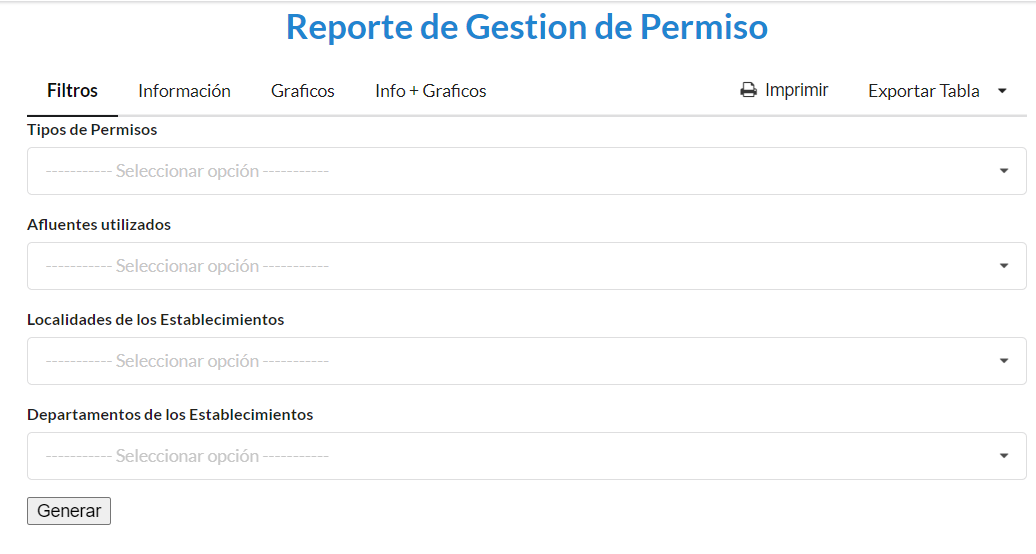 Reporte de Gestion de Permiso
Filtros Información Graficos Info + Graficos Imprimir Exportar Tabla
Tipos de Permisos
----------- Seleccionar opción -----------
Afluentes utilizados
----------- Seleccionar opción -----------
Localidades de los Establecimientos
----------- Seleccionar opción -----------
Departamentos de los Establecimientos
----------- Seleccionar opción -----------
Generar